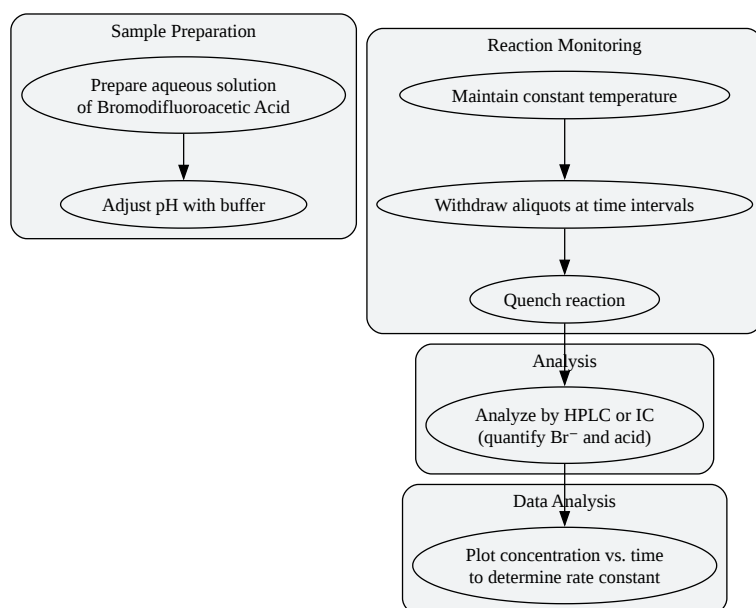 Sample Preparation
Prepare aqueous solution
of Bromodifluoroacetic Acid
Adjust pH with buffer
Reaction Monitoring
Maintain constant temperature
Withdraw aliquots at time intervals
Quench reaction
Analysis
Analyze by HPLC or IC
(quantify Br⁻ and acid)
Data Analysis
Plot concentration vs. time
to determine rate constant